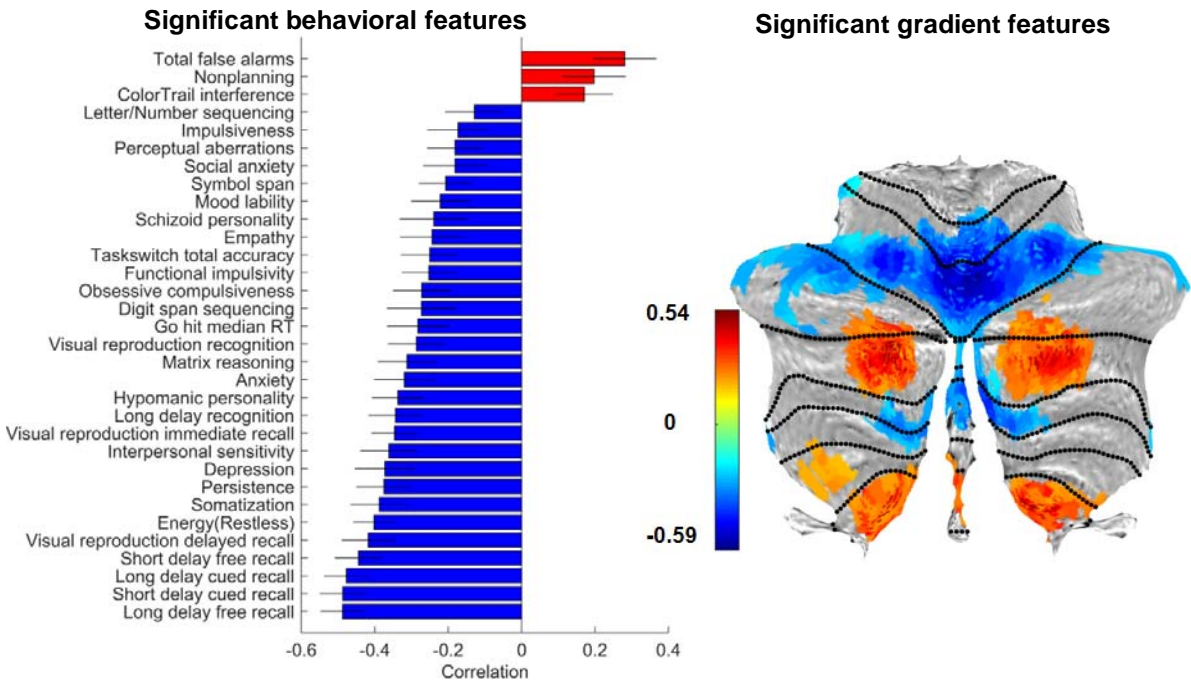 Significant behavioral features
Total false alarms
Nonplanning
ColorTrail interference
Letter/Number sequencing
Impulsiveness
Perceptual aberrations
Social anxiety
Symbol span
Mood lability
Schizoid personality
Empathy
Taskswitch total accuracy
Functional impulsivity
Obsessive compulsiveness
Digit span sequencing
Go hit median RT
Visual reproduction recognition
Matrix reasoning
Anxiety
Hypomanic personality
Long delay recognition
Visual reproduction immediate recall
Interpersonal sensitivity
Depression
Persistence
Somatization
Energy(Restless)
Visual reproduction delayed recall
Short delay free recall
Long delay cued recall
Short delay cued recall
Long delay free recall
-0.6 -0.4 -0.2 0 0.2 0.4
Correlation
Significant gradient features
0.54
0
-0.59